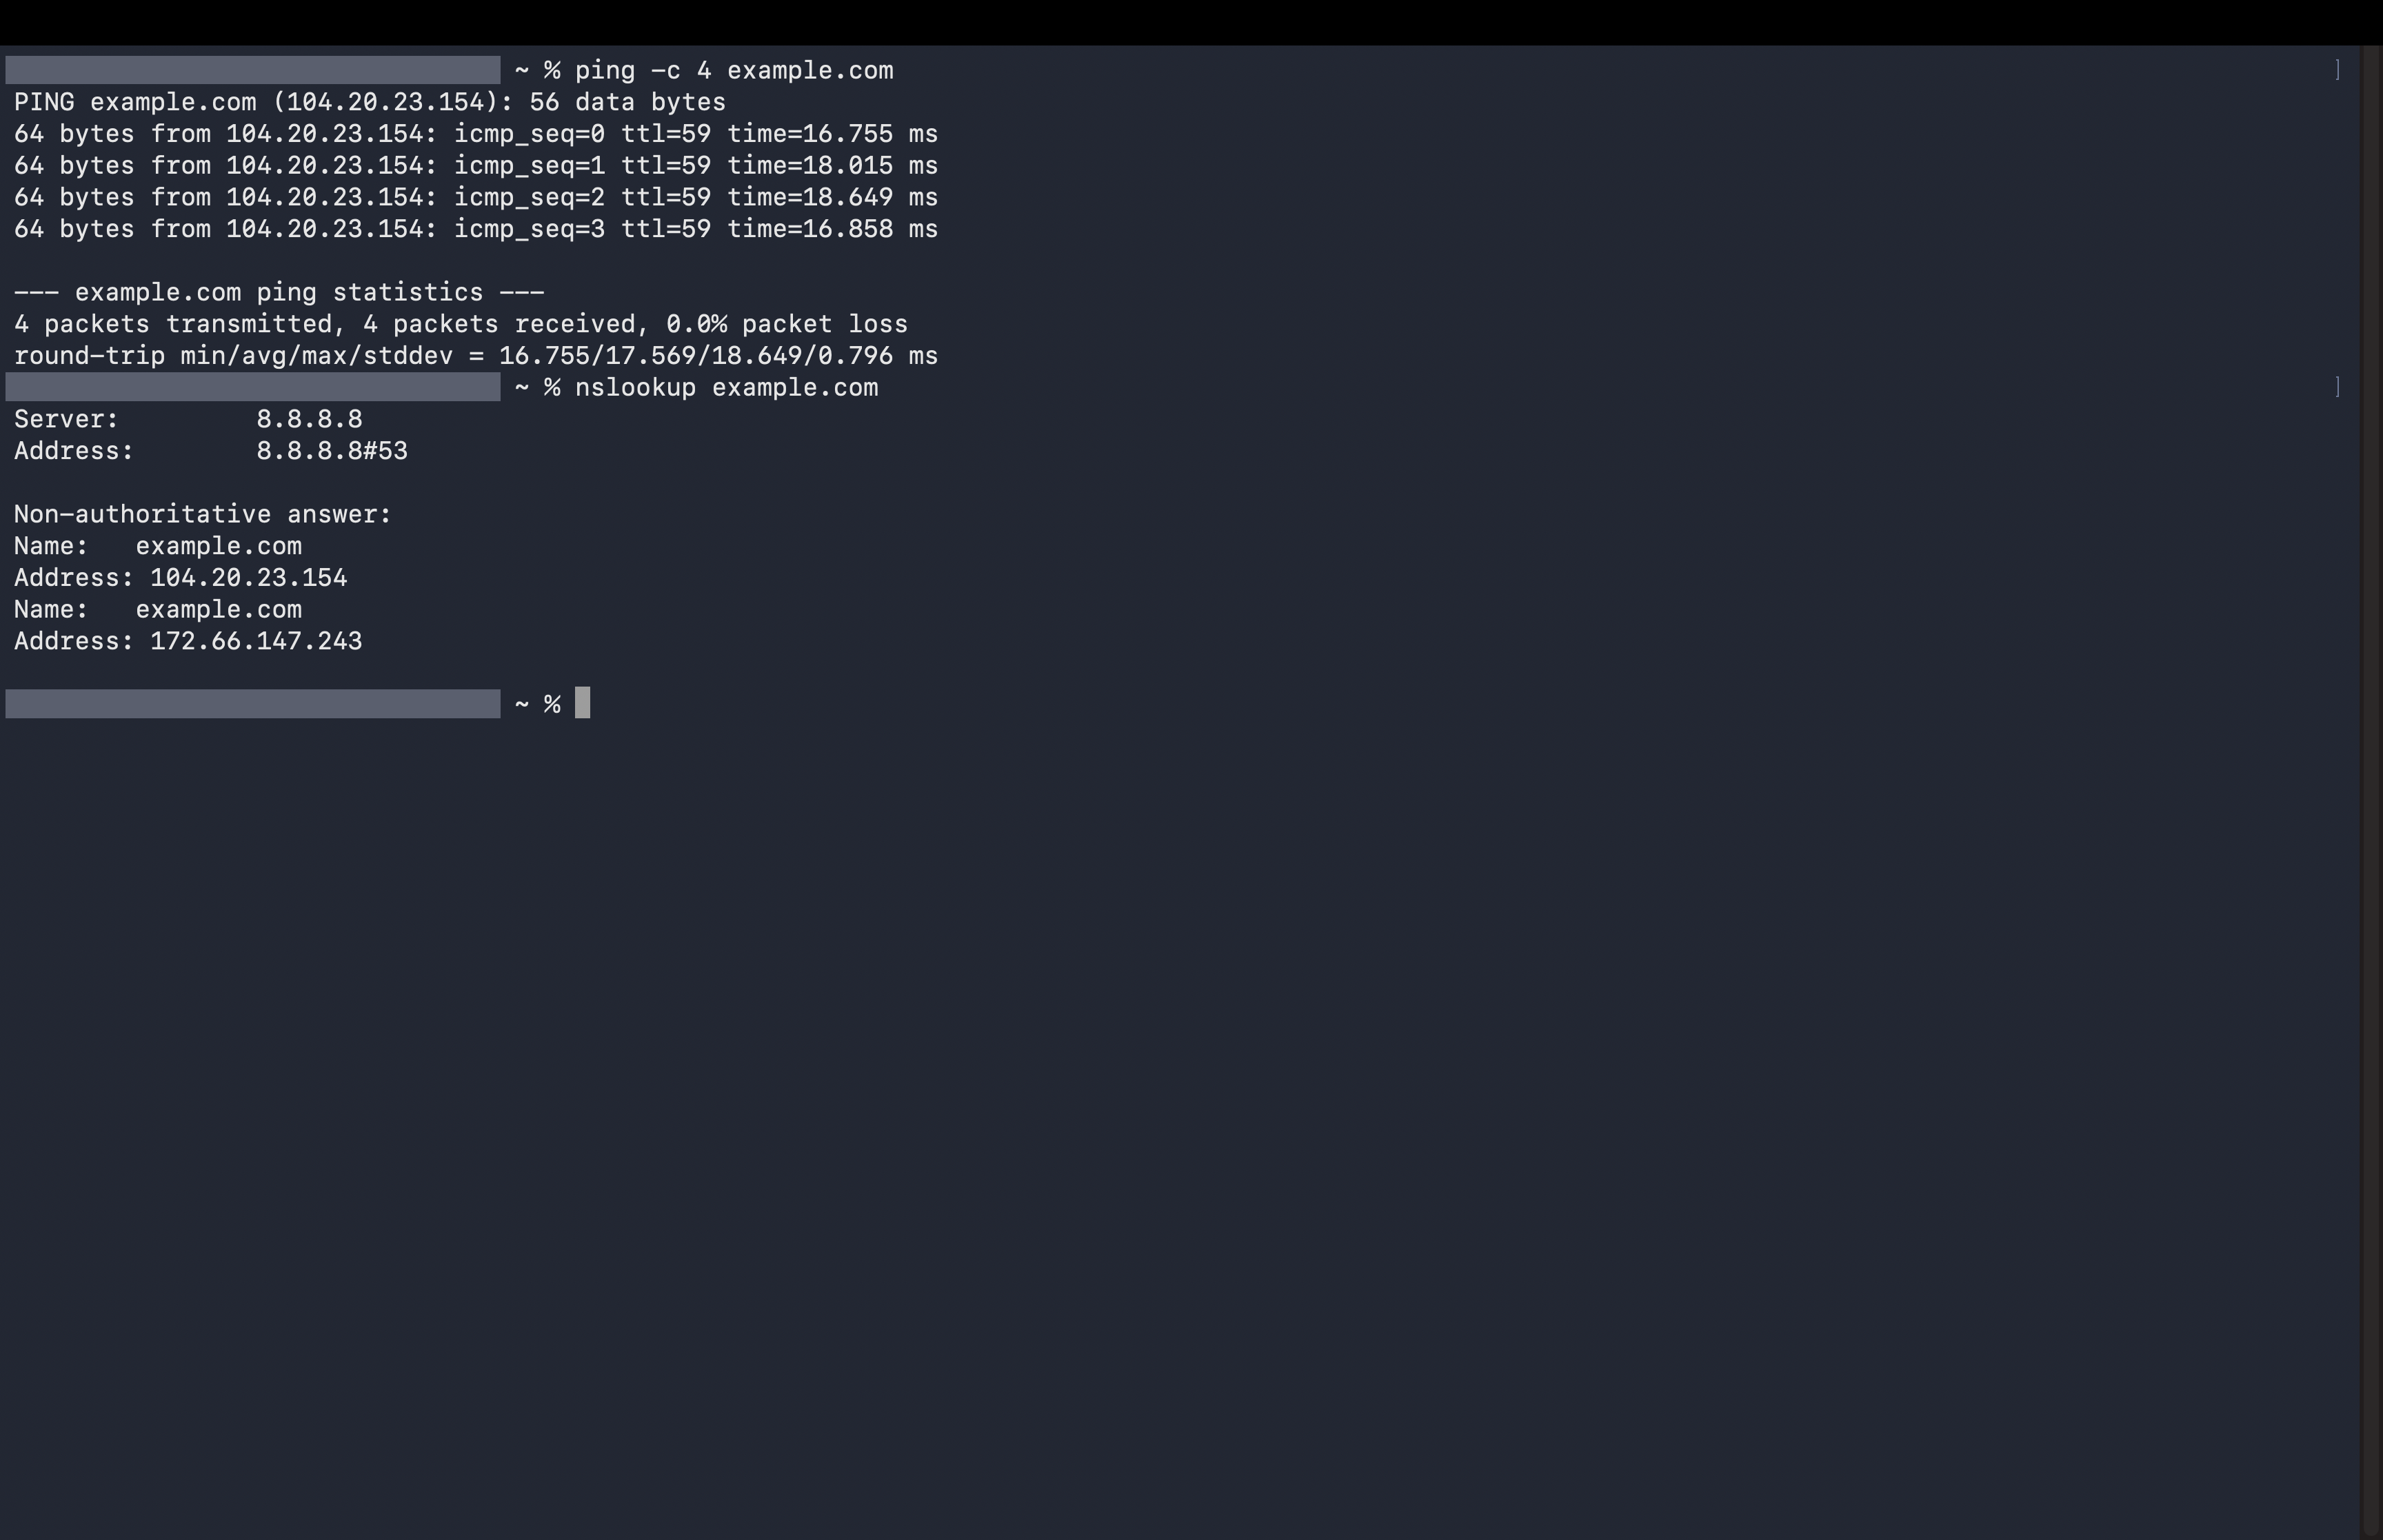 ~ % ping -c 4 example.com ]
PING example.com (104.20.23.154): 56 data bytes
64 bytes from 104.20.23.154: icmp_seq=0 ttl=59 time=16.755 ms
64 bytes from 104.20.23.154: icmp_seq=1 ttl=59 time=18.015 ms
64 bytes from 104.20.23.154: icmp_seq=2 ttl=59 time=18.649 ms
64 bytes from 104.20.23.154: icmp_seq=3 ttl=59 time=16.858 ms
--- example.com ping statistics ---
4 packets transmitted, 4 packets received, 0.0% packet loss
round-trip min/avg/max/stddev = 16.755/17.569/18.649/0.796 ms
~ % nslookup example.com ]
Server: 8.8.8.8
Address: 8.8.8.8#53
Non-authoritative answer:
Name: example.com
Address: 104.20.23.154
Name: example.com
Address: 172.66.147.243
~ %